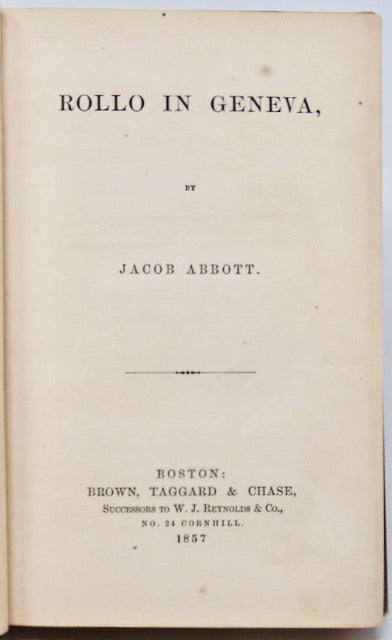 ROLLO IN GENEVA,
BY
JACOB ABBOTT.
BOSTON:
BROWN, TAGGARD & CHASE,
SUCCESSORS TO W. J. REYNOLDS & CO.,
NO. 24 CORNHILL.
1857